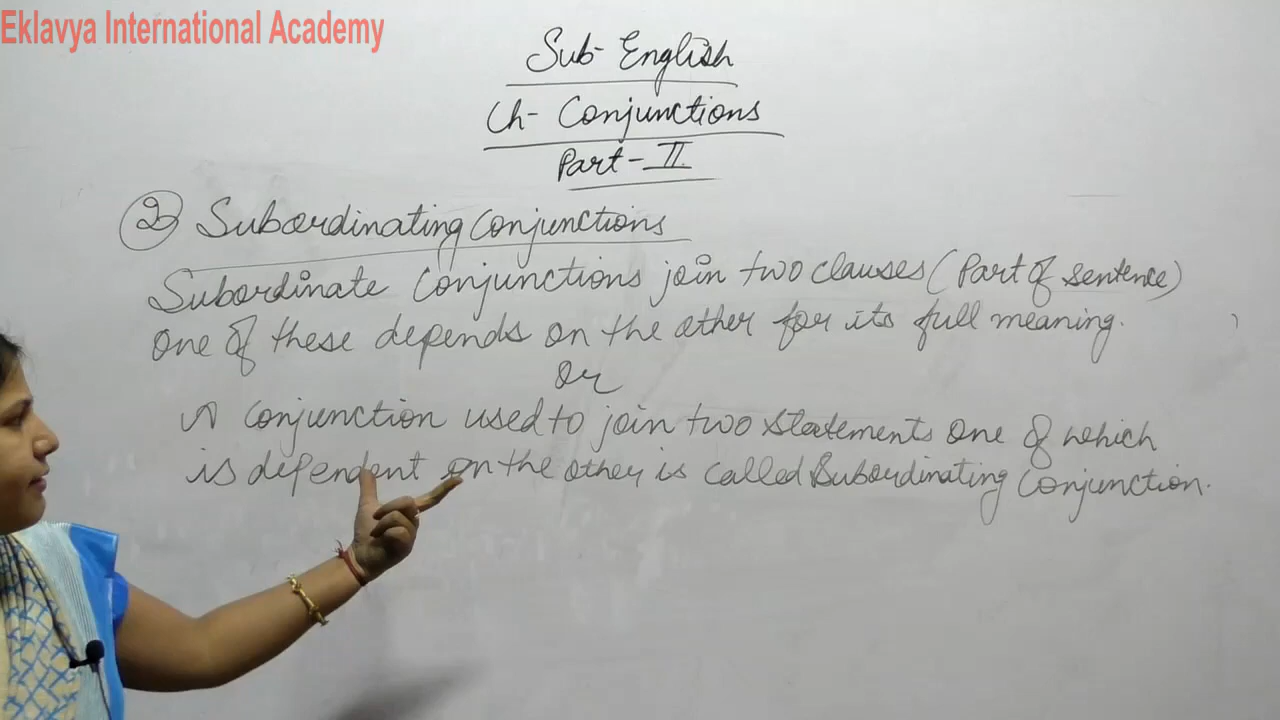 Eklavya International Academy
Sub- English
Ch- Conjunctions
Part- II.
2 Subordinating Conjunctions
Subordinate Conjunctions join two clauses (Part of sentence)
One of these depends on the other for its full meaning.
Or
A Conjunction used to join two statements One of which
is dependent on the other is called Subordinating Conjunction.